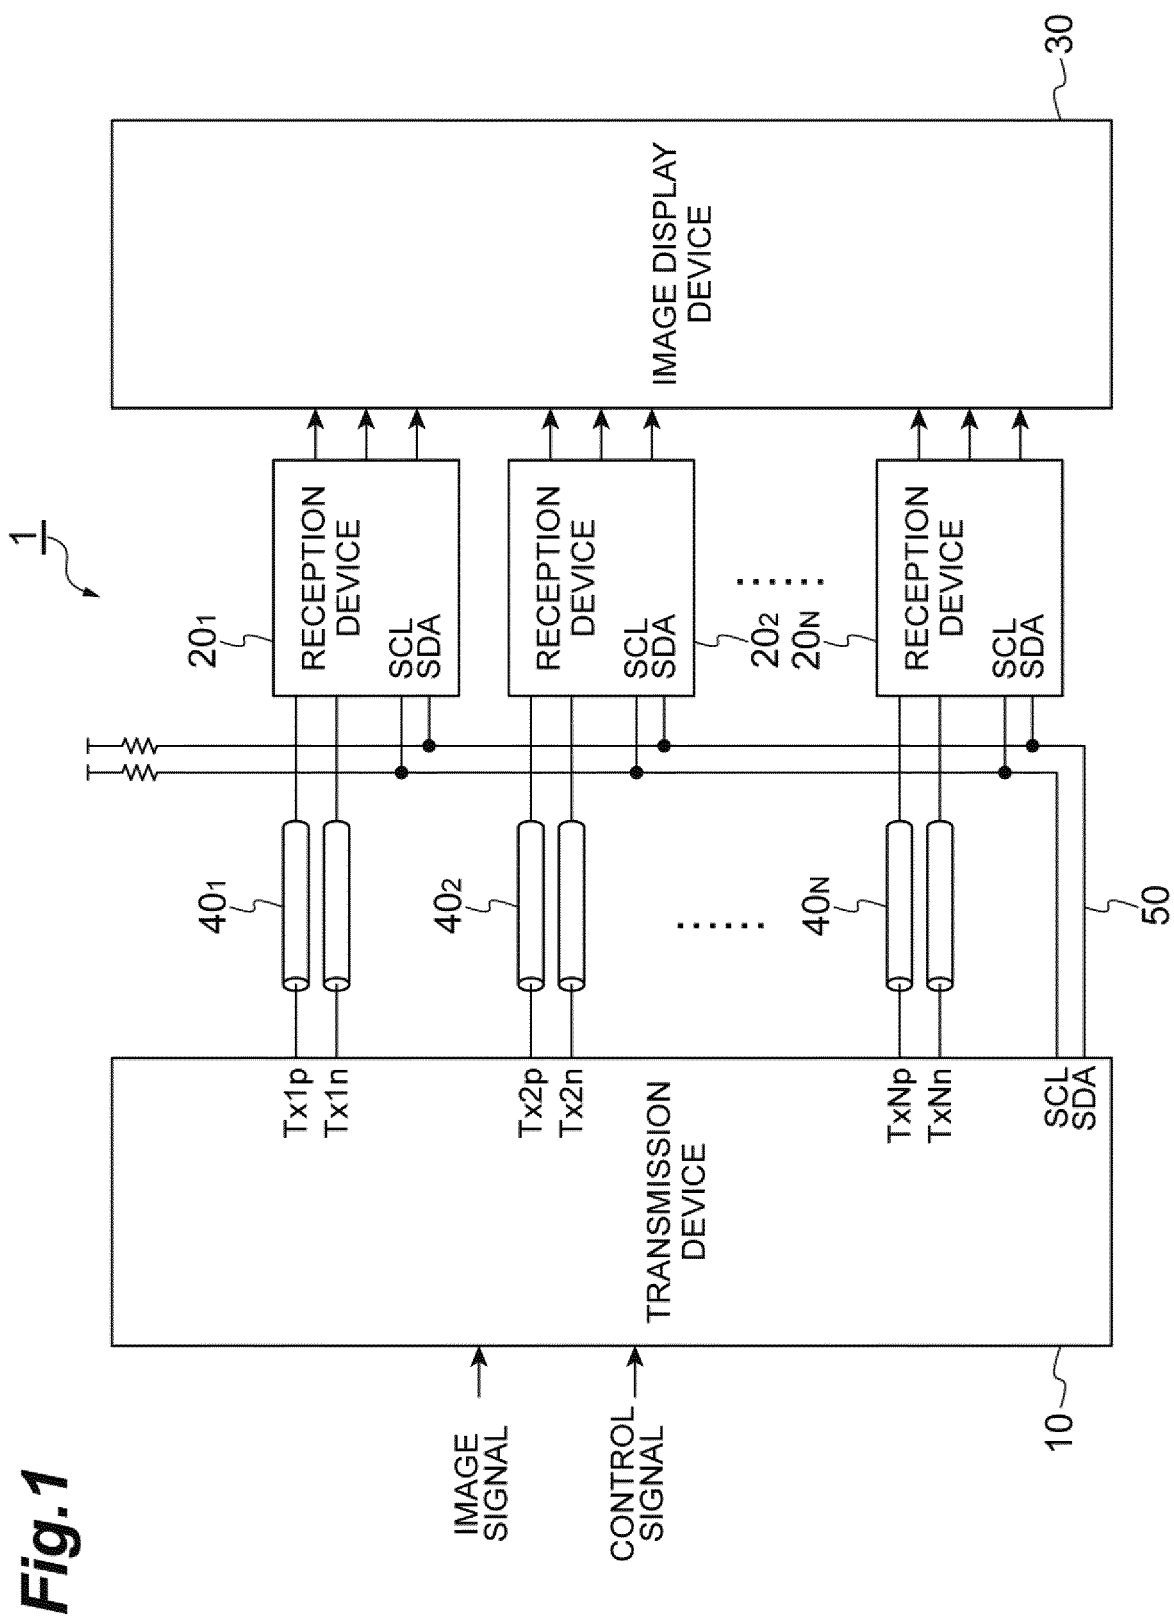 Fig.1
1
IMAGE
SIGNAL
CONTROL
SIGNAL
10
TRANSMISSION
DEVICE
Tx1p
Tx1n
Tx2p
Tx2n
TxNp
TxNn
SCL
SDA
401
402
......
40N
50
201
RECEPTION
DEVICE
SCL
SDA
RECEPTION
DEVICE
SCL
SDA
202
......
20N
RECEPTION
DEVICE
SCL
SDA
IMAGE DISPLAY
DEVICE
30